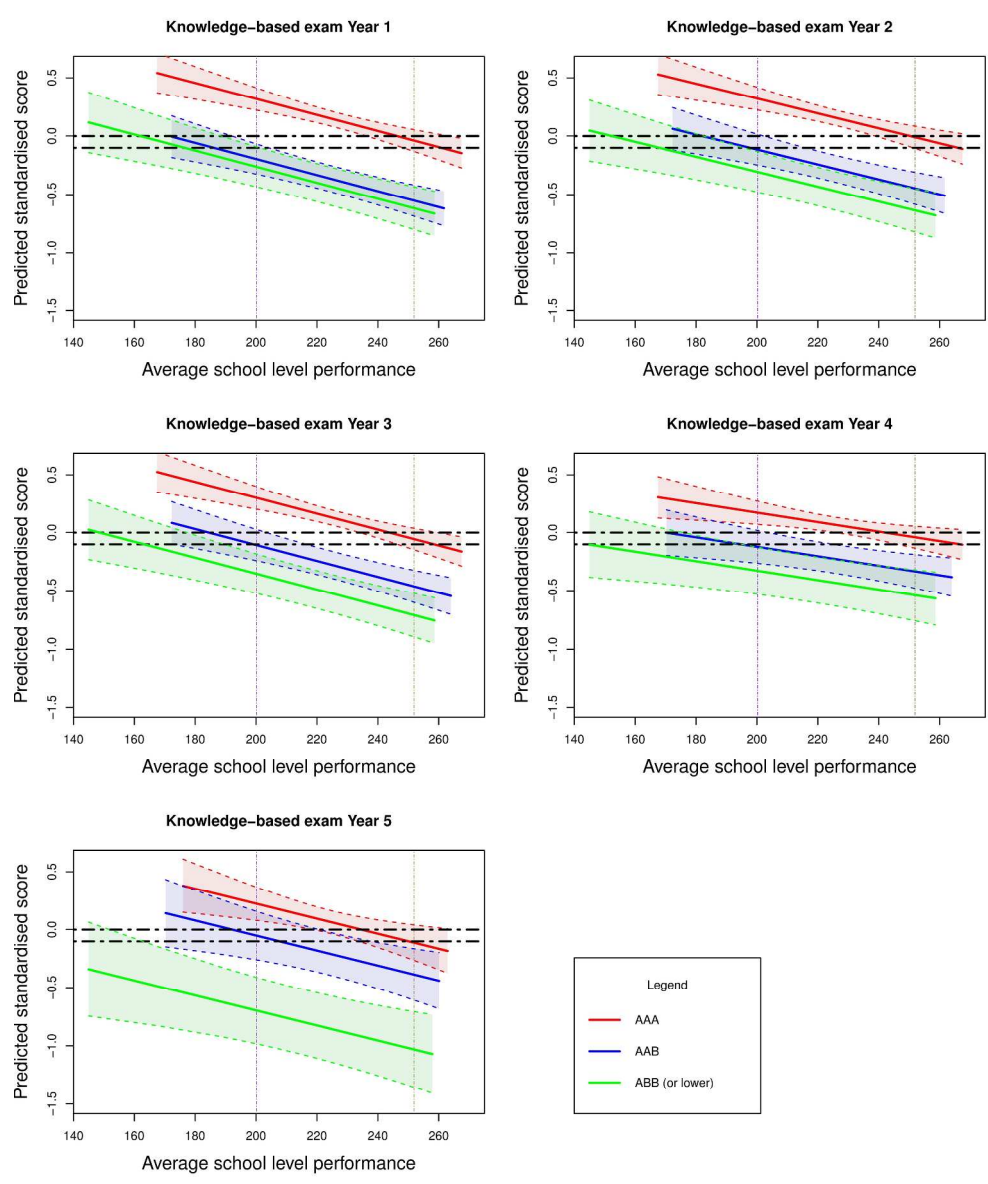 Knowledge−based exam Year 1
Predicted standardised score
0.5
0.0
−0.5
−1.0
−1.5
140 160 180 200 220 240 260
Average school level performance
Knowledge−based exam Year 2
Predicted standardised score
0.5
0.0
−0.5
−1.0
−1.5
140 160 180 200 220 240 260
Average school level performance
Knowledge−based exam Year 3
Predicted standardised score
0.5
0.0
−0.5
−1.0
−1.5
140 160 180 200 220 240 260
Average school level performance
Knowledge−based exam Year 4
Predicted standardised score
0.5
0.0
−0.5
−1.0
−1.5
140 160 180 200 220 240 260
Average school level performance
Knowledge−based exam Year 5
Predicted standardised score
0.5
0.0
−0.5
−1.0
−1.5
140 160 180 200 220 240 260
Average school level performance
Legend
AAA
AAB
ABB (or lower)